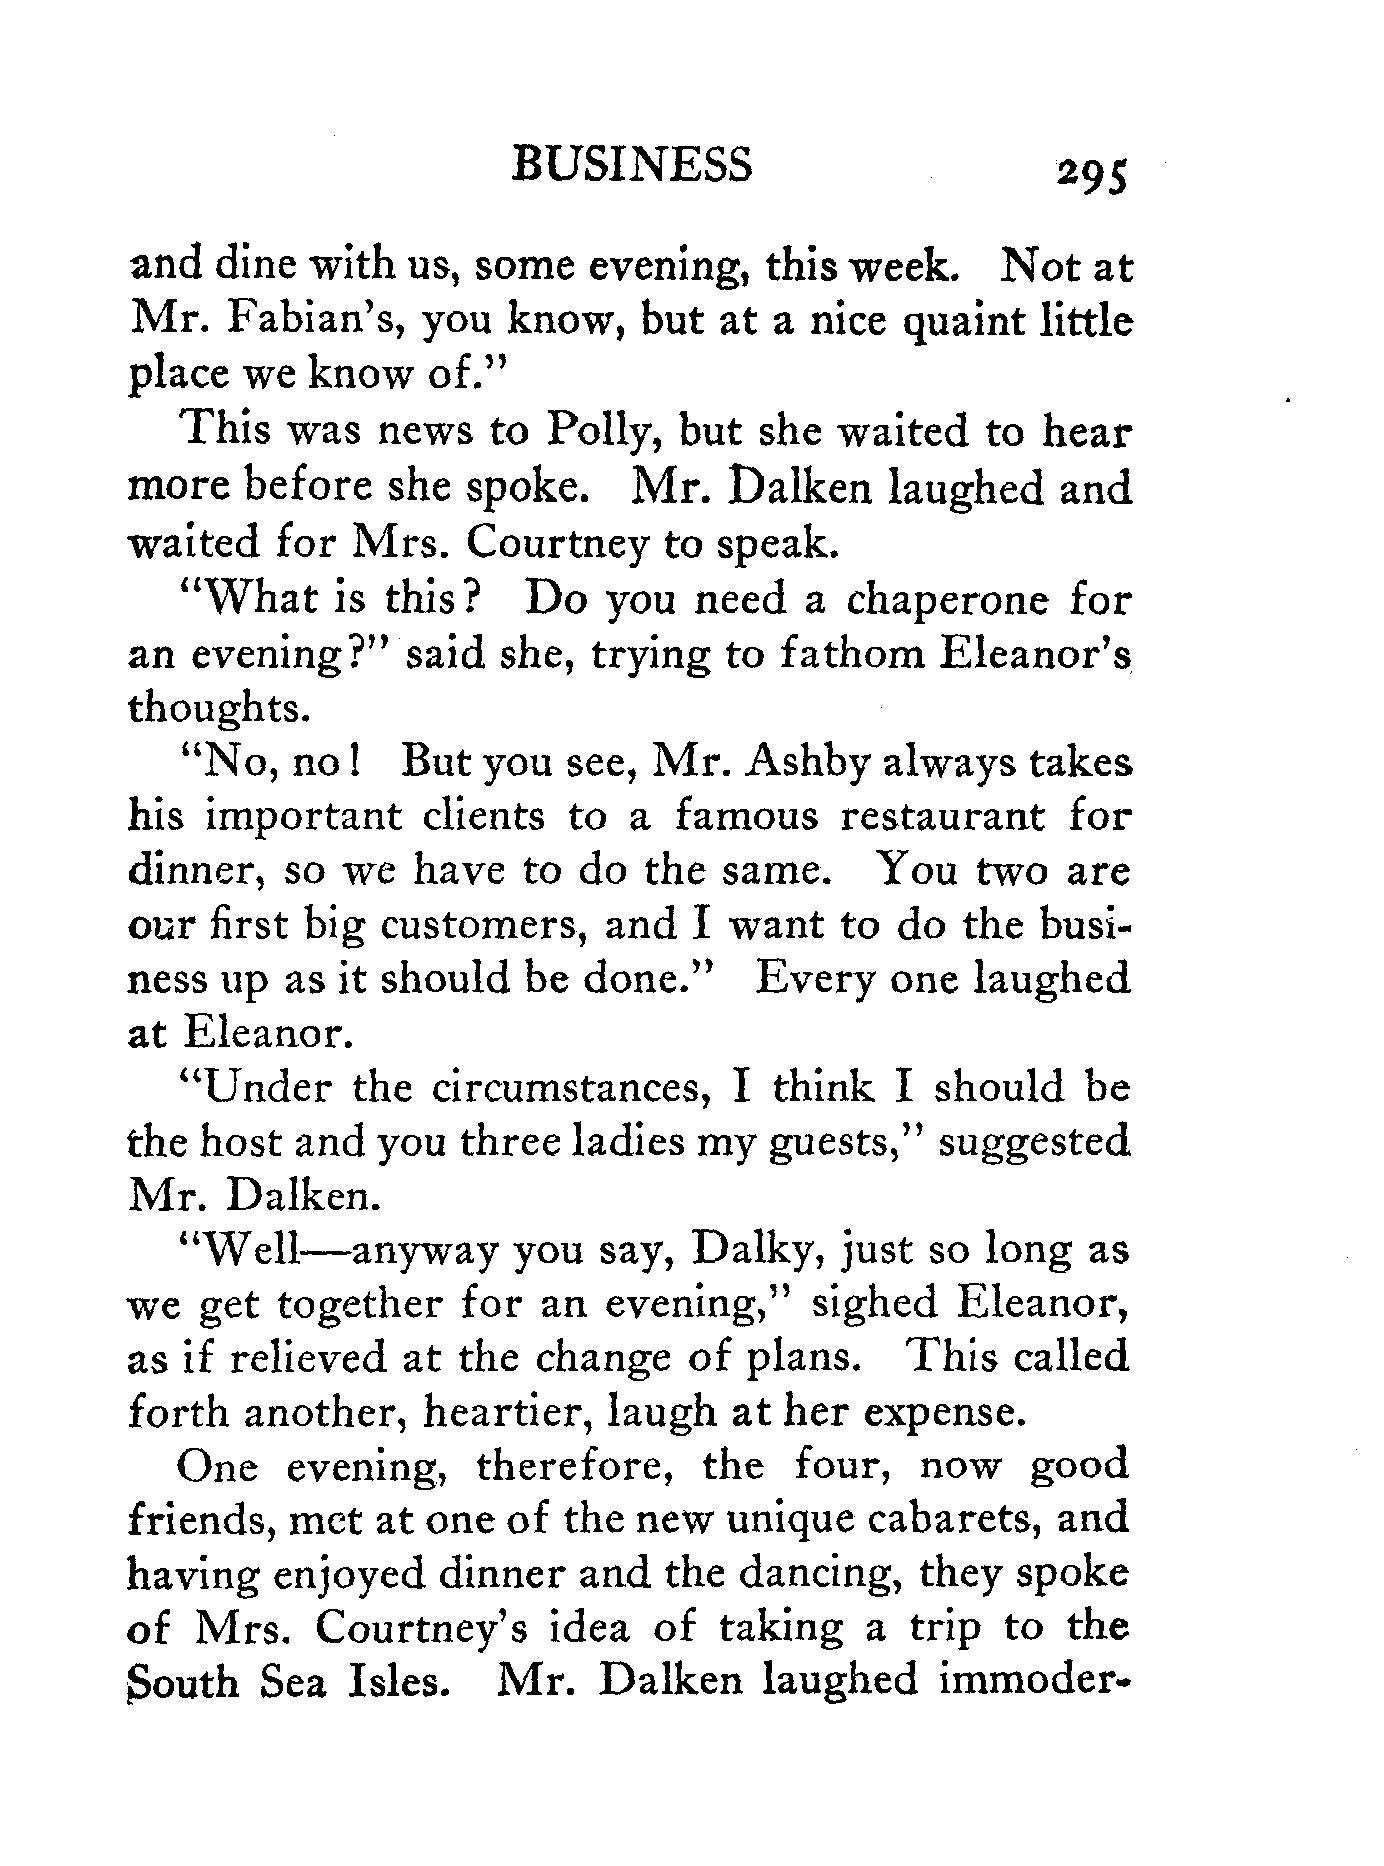 BUSINESS 295
and dine with us, some evening, this week. Not at
Mr. Fabian's, you know, but at a nice quaint little
place we know of."
This was news to Polly, but she waited to hear
more before she spoke. Mr. Dalken laughed and
waited for Mrs. Courtney to speak.
"What is this? Do you need a chaperone for
an evening?" said she, trying to fathom Eleanor's
thoughts.
"No, no! But you see, Mr. Ashby always takes
his important clients to a famous restaurant for
dinner, so we have to do the same. You two are
our first big customers, and I want to do the busi-
ness up as it should be done." Every one laughed
at Eleanor.
"Under the circumstances, I think I should be
the host and you three ladies my guests," suggested
Mr. Dalken.
"Well—anyway you say, Dalky, just so long as
we get together for an evening," sighed Eleanor,
as if relieved at the change of plans. This called
forth another, heartier, laugh at her expense.
One evening, therefore, the four, now good
friends, met at one of the new unique cabarets, and
having enjoyed dinner and the dancing, they spoke
of Mrs. Courtney's idea of taking a trip to the
South Sea Isles. Mr. Dalken laughed immoder-